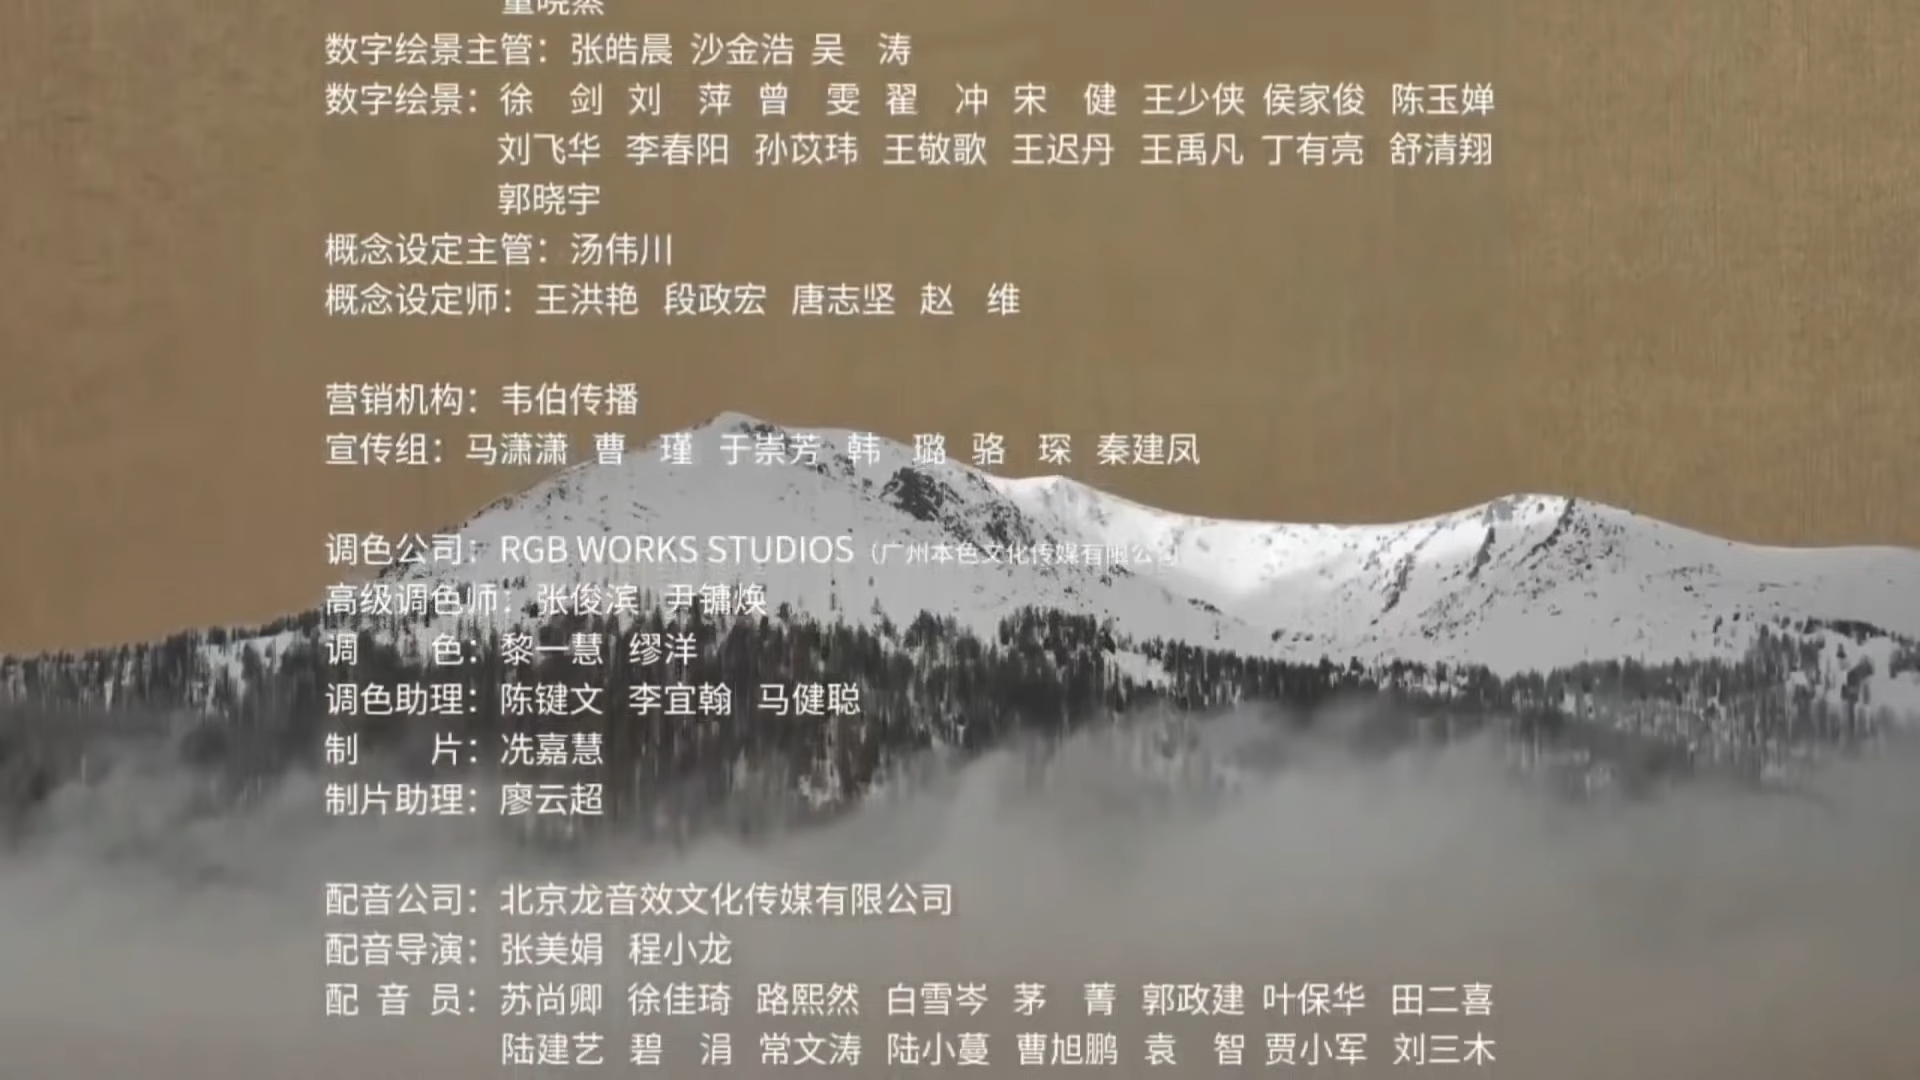 数字绘景主管：张皓晨 沙金浩 吴 涛
数字绘景：徐 剑 刘 萍 曾 雯 翟 冲 宋 健 王少侠 侯家俊 陈玉婵
刘飞华 李春阳 孙苡玮 王敬歌 王迟丹 王禹凡 丁有亮 舒清翔
郭晓宇
概念设定主管：汤伟川
概念设定师：王洪艳 段政宏 唐志坚 赵 维
营销机构：韦伯传播
宣传组：马潇潇 曹 瑾 于崇芳 韩 璐 骆 琛 秦建凤
调色公司：RGB WORKS STUDIOS（广州本色文化传媒有限公司）
高级调色师：张俊滨 尹镛焕
调 色：黎一慧 缪洋
调色助理：陈键文 李宜翰 马健聪
制 片：冼嘉慧
制片助理：廖云超
配音公司：北京龙音效文化传媒有限公司
配音导演：张美娟 程小龙
配 音 员：苏尚卿 徐佳琦 路熙然 白雪岑 茅 菁 郭政建 叶保华 田二喜
陆建艺 碧 涓 常文涛 陆小蔓 曹旭鹏 袁 智 贾小军 刘三木